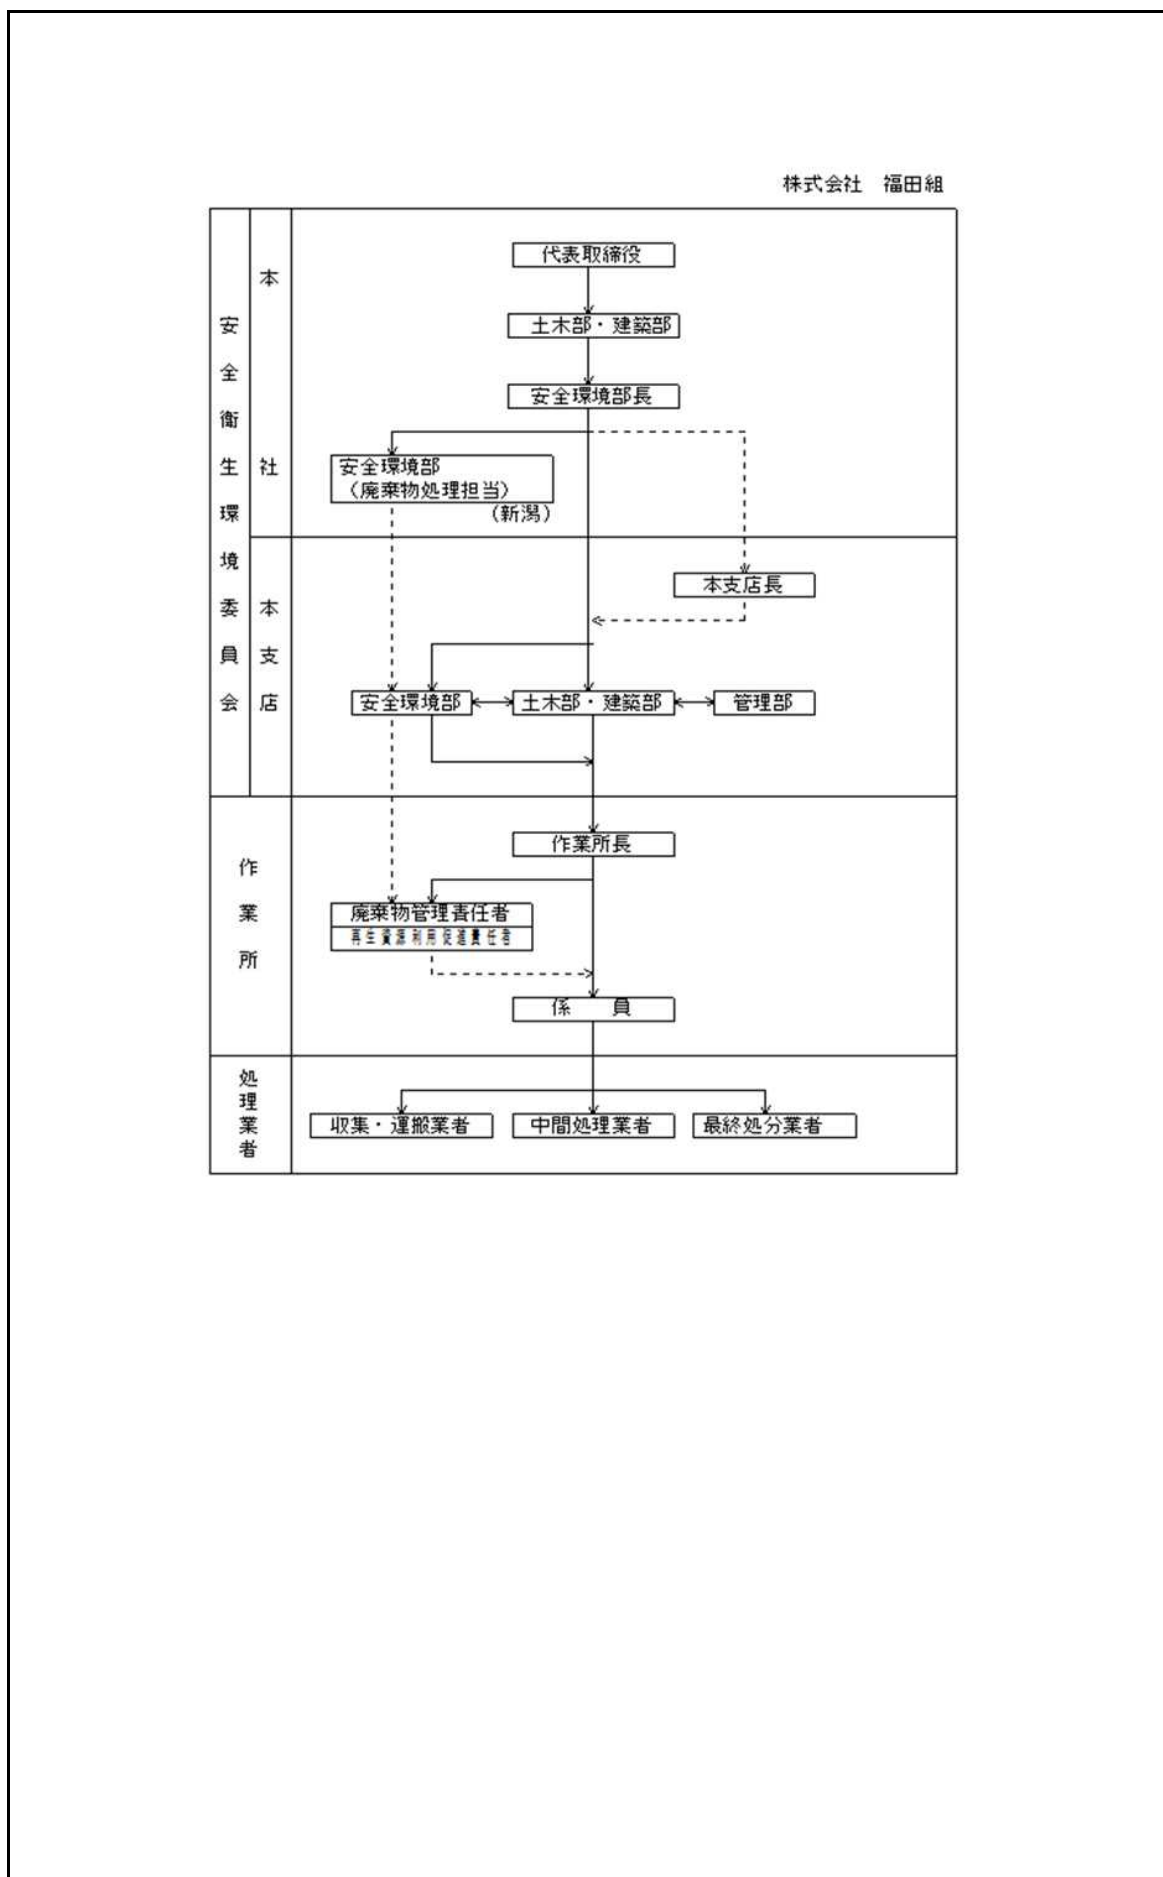 株式会社　福田組
安全衛生環境委員会
本社
代表取締役
土木部・建築部
安全環境部長
安全環境部
（廃棄物処理担当）
（新潟）
本支店
本支店長
安全環境部
土木部・建築部
管理部
作業所
作業所長
廃棄物管理責任者
再生資源利用促進責任者
係　員
処理業者
収集・運搬業者
中間処理業者
最終処分業者